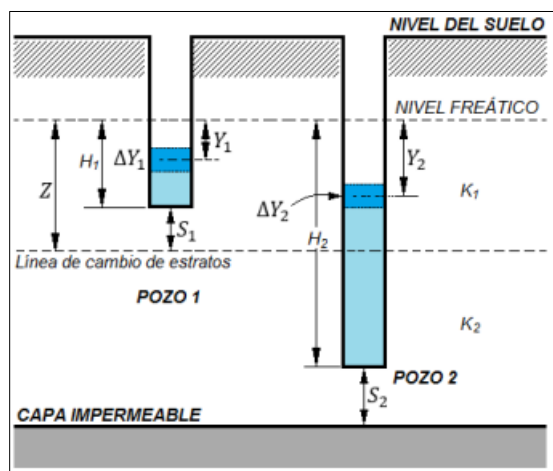 NIVEL DEL SUELO
NIVEL FREÁTICO
H₁
ΔY₁
Y₁
Z
S₁
Línea de cambio de estratos
POZO 1
Y₂
ΔY₂
K₁
H₂
K₂
POZO 2
S₂
CAPA IMPERMEABLE